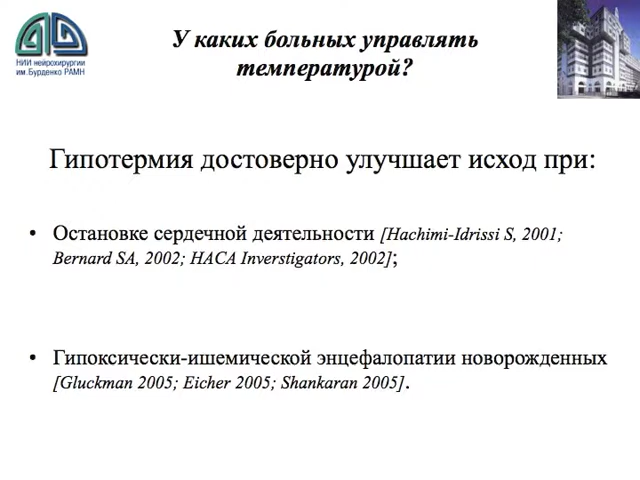 НИИ нейрохирургии
им.Бурденко РАМН
У каких больных управлять
температурой?
Гипотермия достоверно улучшает исход при:
• Остановке сердечной деятельности [Hachimi-Idrissi S, 2001;
Bernard SA, 2002; HACA Inverstigators, 2002];
• Гипоксически-ишемической энцефалопатии новорожденных
[Gluckman 2005; Eicher 2005; Shankaran 2005].